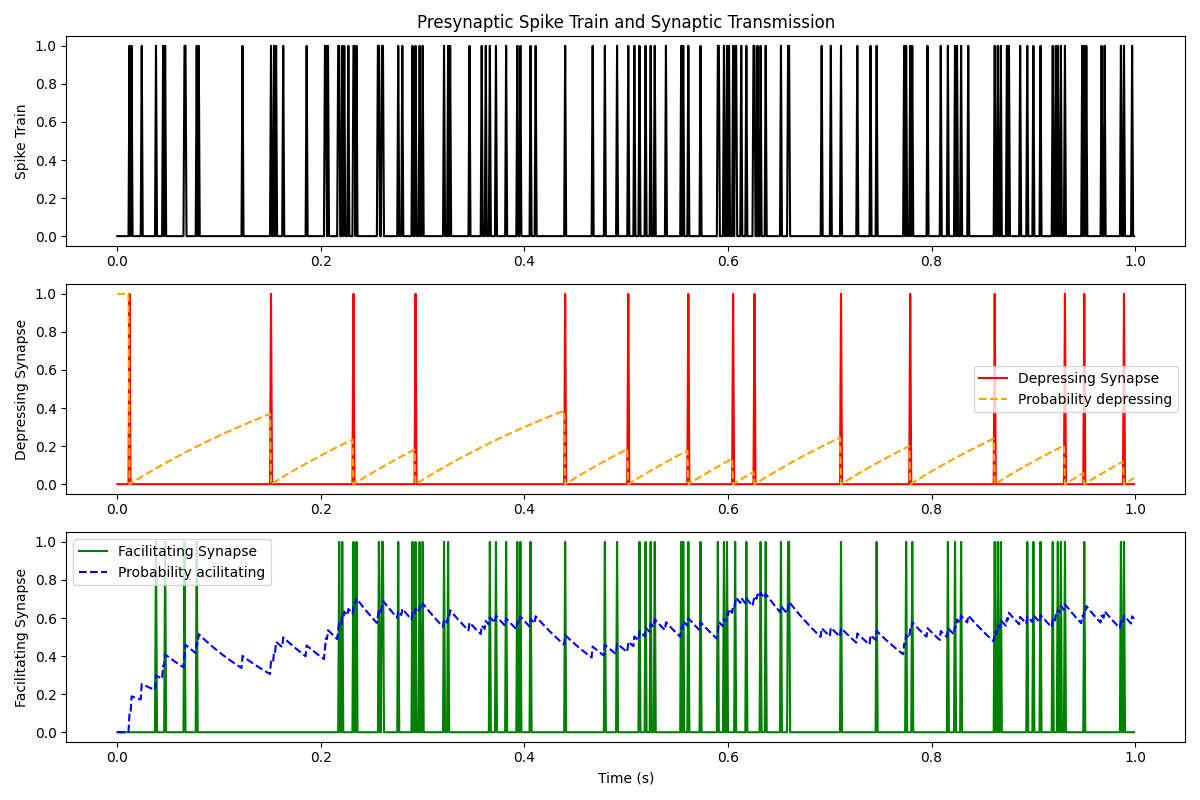 Presynaptic Spike Train and Synaptic Transmission
Spike Train
1.0
0.8
0.6
0.4
0.2
0.0
0.0 0.2 0.4 0.6 0.8 1.0
Depressing Synapse
1.0
0.8
0.6
0.4
0.2
0.0
Depressing Synapse
Probability depressing
0.0 0.2 0.4 0.6 0.8 1.0
Facilitating Synapse
1.0
0.8
0.6
0.4
0.2
0.0
Facilitating Synapse
Probability acilitating
0.0 0.2 0.4 0.6 0.8 1.0
Time (s)